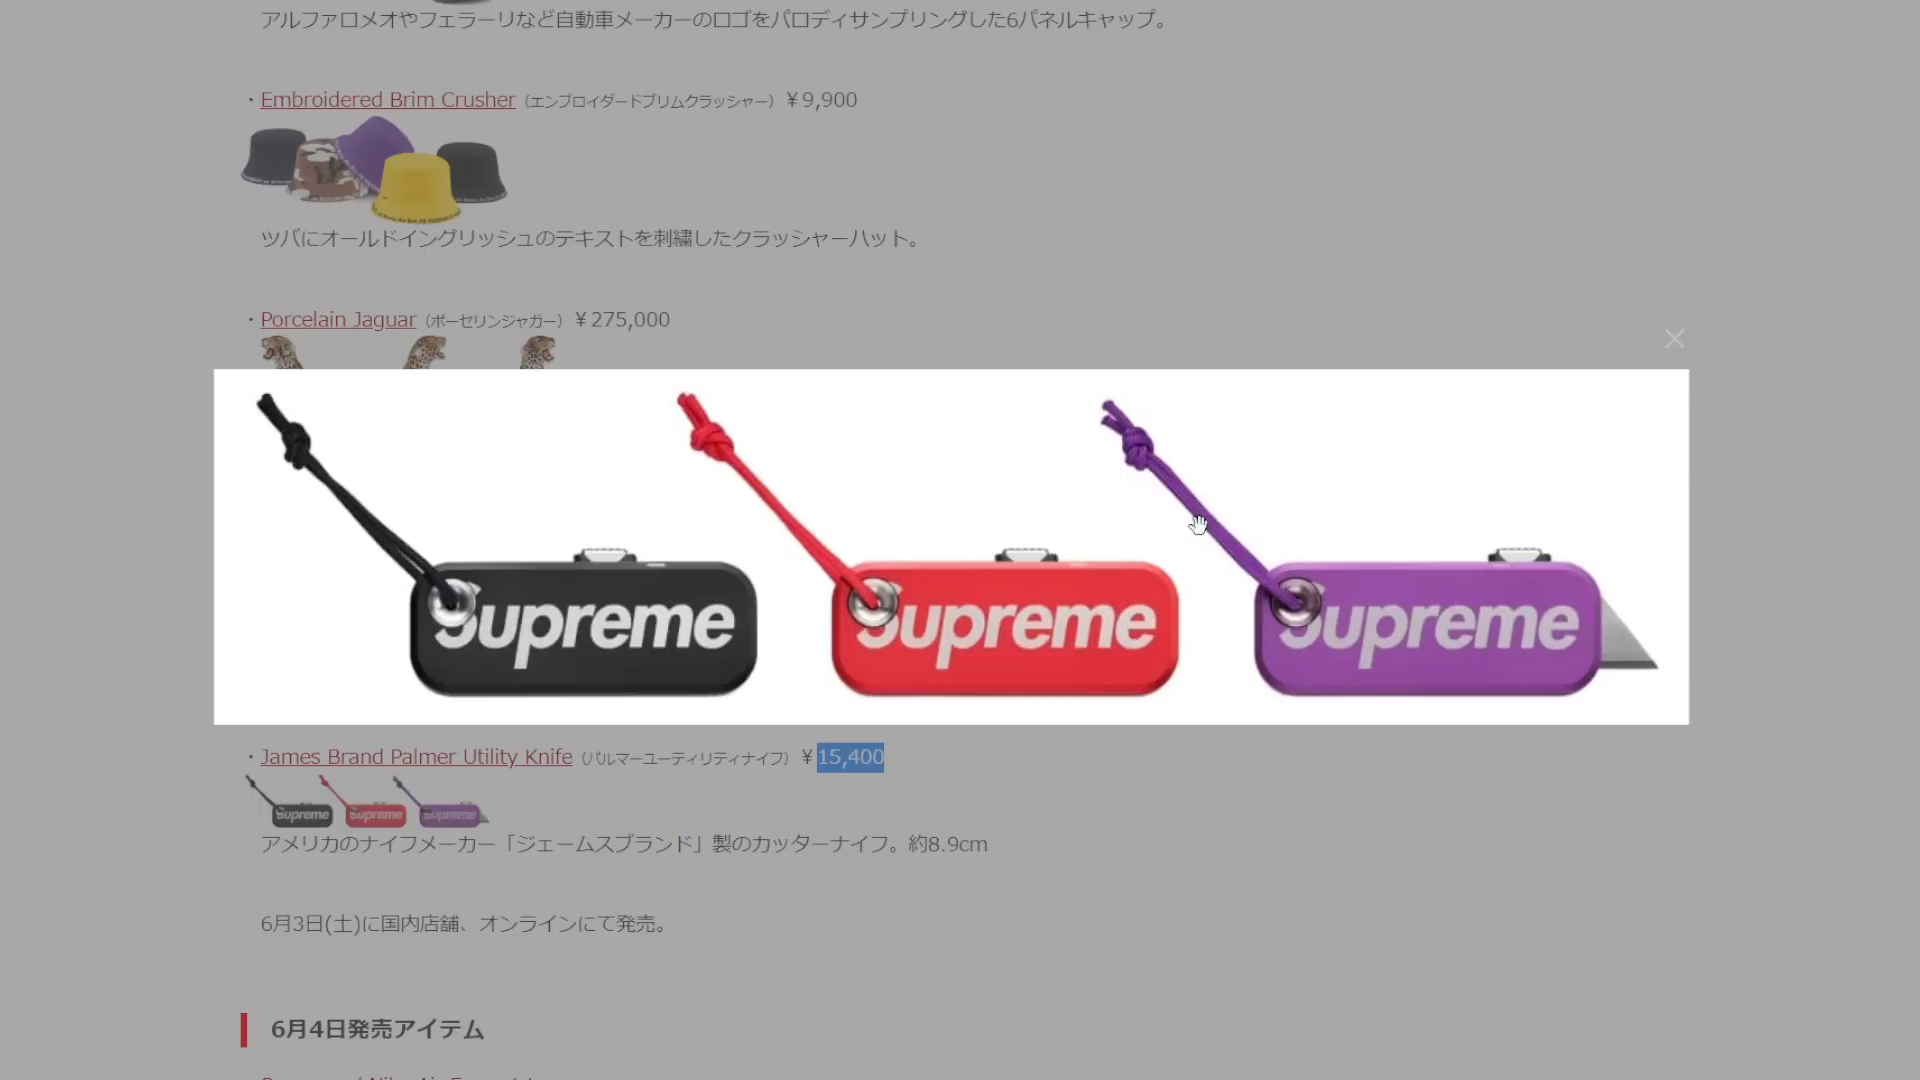 アルファロメオやフェラーリなど自動車メーカーのロゴをパロディサンプリングした6パネルキャップ。
・Embroidered Brim Crusher（エンブロイダードブリムクラッシャー）￥9,900
ツバにオールドイングリッシュのテキストを刺繍したクラッシャーハット。
・Porcelain Jaguar（ポーセリンジャガー）￥275,000
Supreme Supreme Supreme
・James Brand Palmer Utility Knife（パルマーユーティリティナイフ）￥15,400
Supreme Supreme Supreme
アメリカのナイフメーカー「ジェームスブランド」製のカッターナイフ。約8.9cm
6月3日(土)に国内店舗、オンラインにて発売。
6月4日発売アイテム